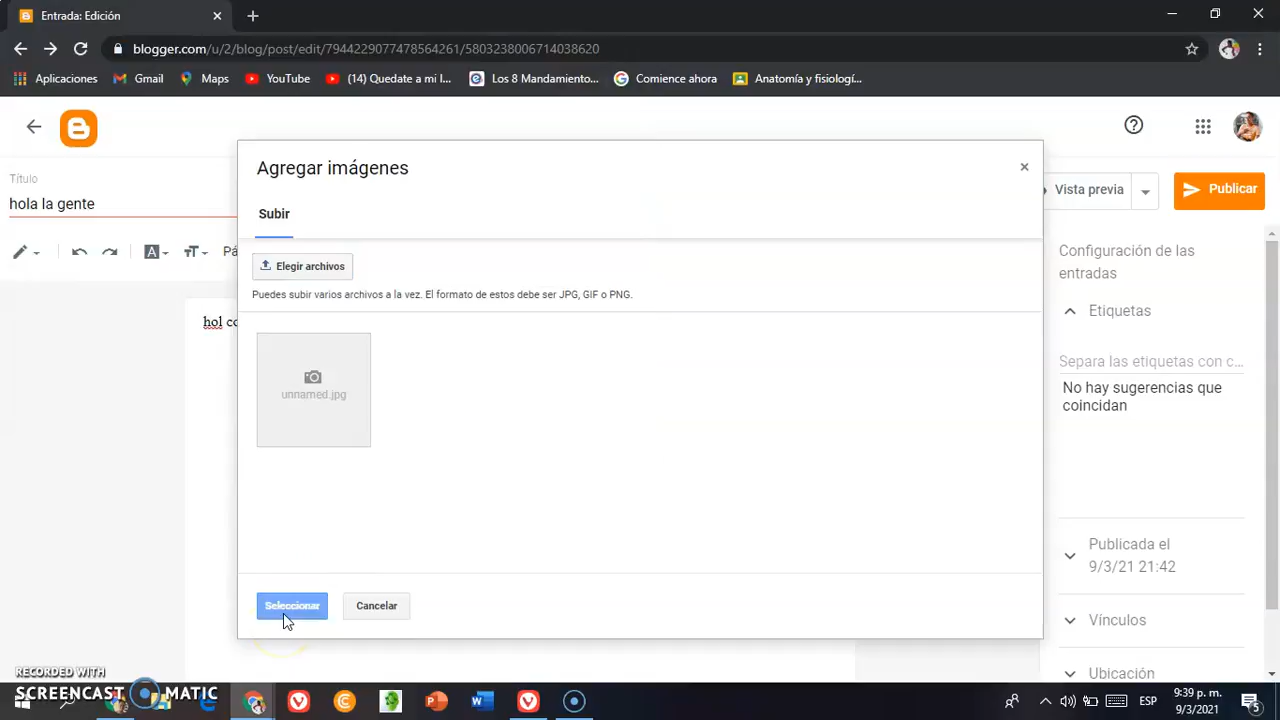 Entrada: Edición
blogger.com/u/2/blog/post/edit/7944229077478564261/5803238006714038620
Aplicaciones
Gmail
Maps
YouTube
(14) Quedate a mi l...
Los 8 Mandamiento...
Comience ahora
Anatomía y fisiologí...
Título
hola la gente
Vista previa
Publicar
Pá
hol co
Agregar imágenes
Subir
Elegir archivos
Puedes subir varios archivos a la vez. El formato de estos debe ser JPG, GIF o PNG.
unnamed.jpg
Seleccionar
Cancelar
Configuración de las
entradas
Etiquetas
Separa las etiquetas con c...
No hay sugerencias que
coincidan
Publicada el
9/3/21 21:42
Vínculos
Ubicación
RECORDED WITH
SCREENCAST MATIC
ESP
9:39 p. m.
9/3/2021
5